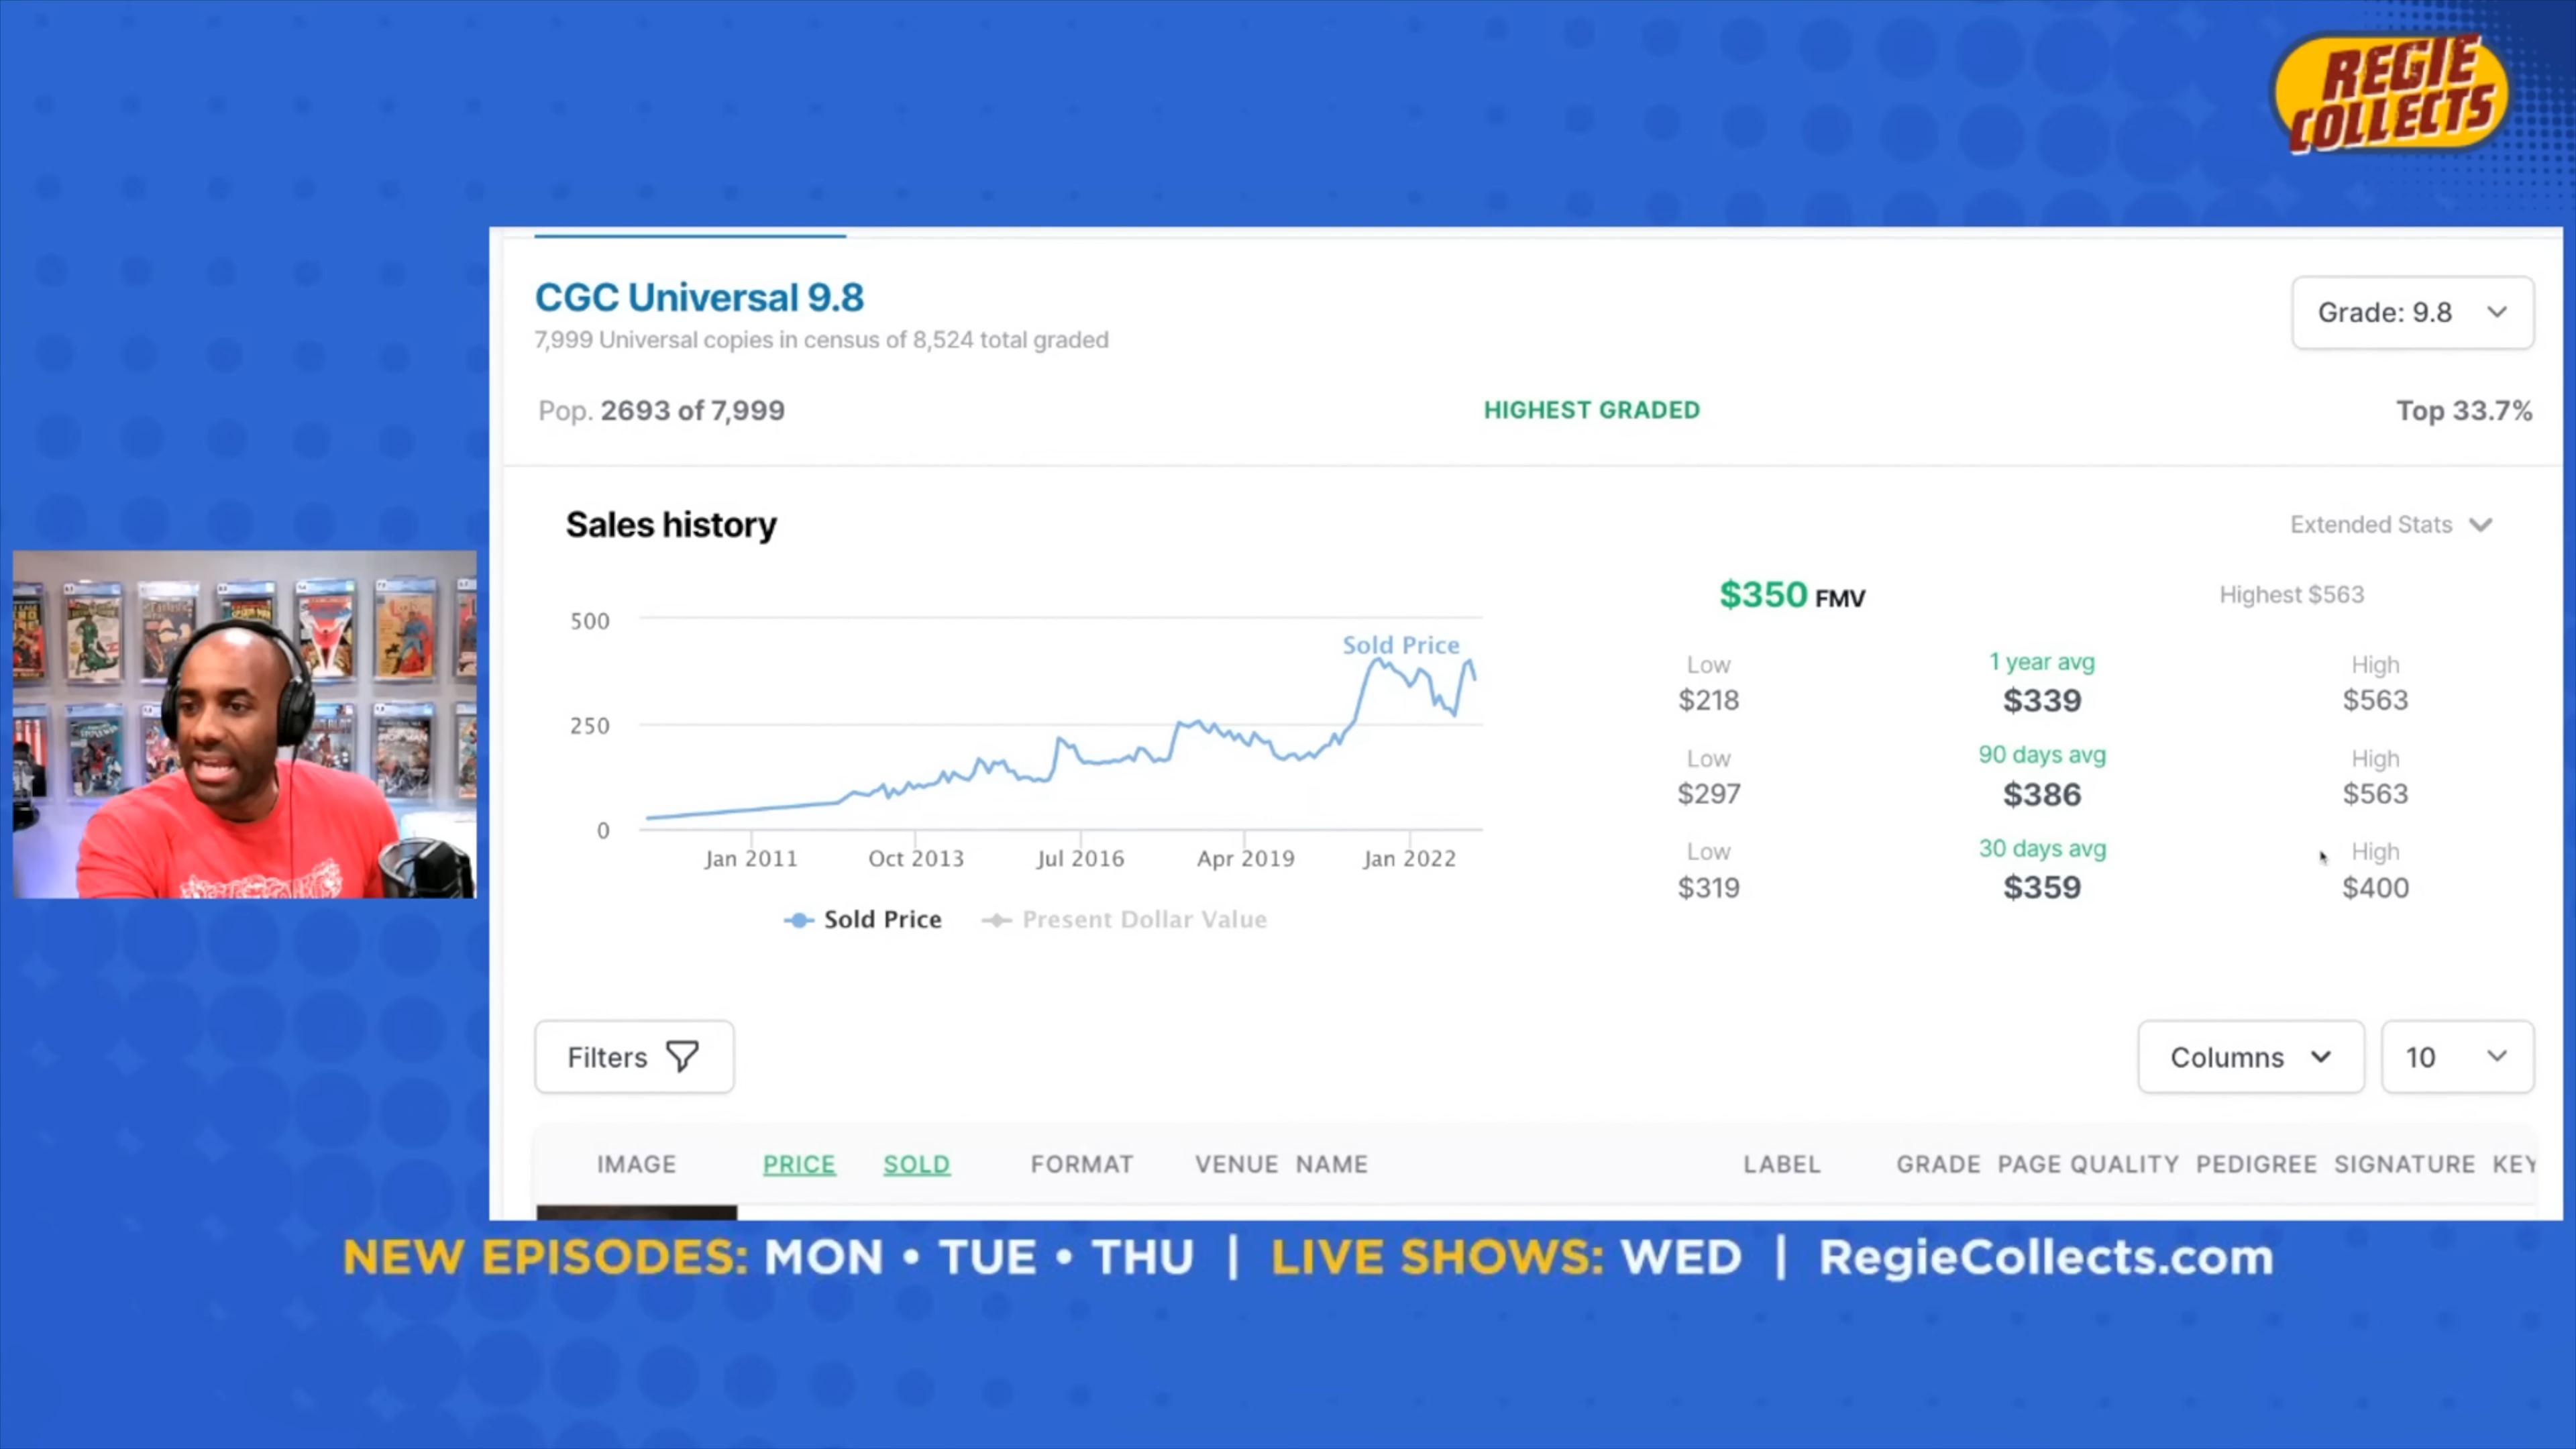 REGIE
COLLECTS
CGC Universal 9.8
7,999 Universal copies in census of 8,524 total graded
Grade: 9.8
Pop. 2693 of 7,999
HIGHEST GRADED
Top 33.7%
Sales history
Extended Stats
500
250
0
Sold Price
Jan 2011 Oct 2013 Jul 2016 Apr 2019 Jan 2022
Sold Price Present Dollar Value
$350 FMV
Highest $563
Low 1 year avg High
$218 $339 $563
Low 90 days avg High
$297 $386 $563
Low 30 days avg High
$319 $359 $400
Filters
Columns
10
IMAGE PRICE SOLD FORMAT VENUE NAME LABEL GRADE PAGE QUALITY PEDIGREE SIGNATURE KEY
NEW EPISODES: MON • TUE • THU | LIVE SHOWS: WED | RegieCollects.com